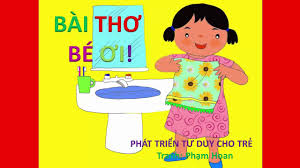 BÀI THƠ
BÉ ƠI!
PHÁT TRIỂN TƯ DUY CHO TRẺ
Phạm Hoan